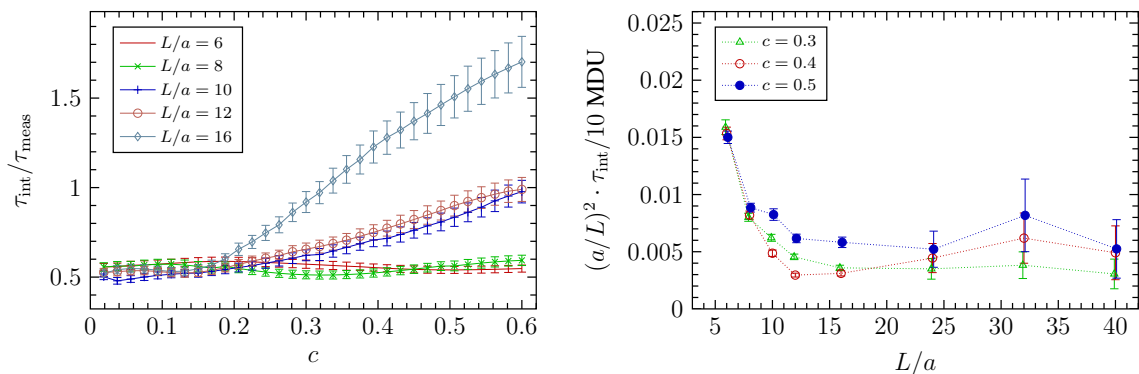 L/a = 6
L/a = 8
L/a = 10
L/a = 12
L/a = 16
τint/τmeas
1.5
1
0.5
0 0.1 0.2 0.3 0.4 0.5 0.6
c
c = 0.3
c = 0.4
c = 0.5
(a/L)² · τint/10 MDU
0.025
0.02
0.015
0.01
0.005
0
5 10 15 20 25 30 35 40
L/a